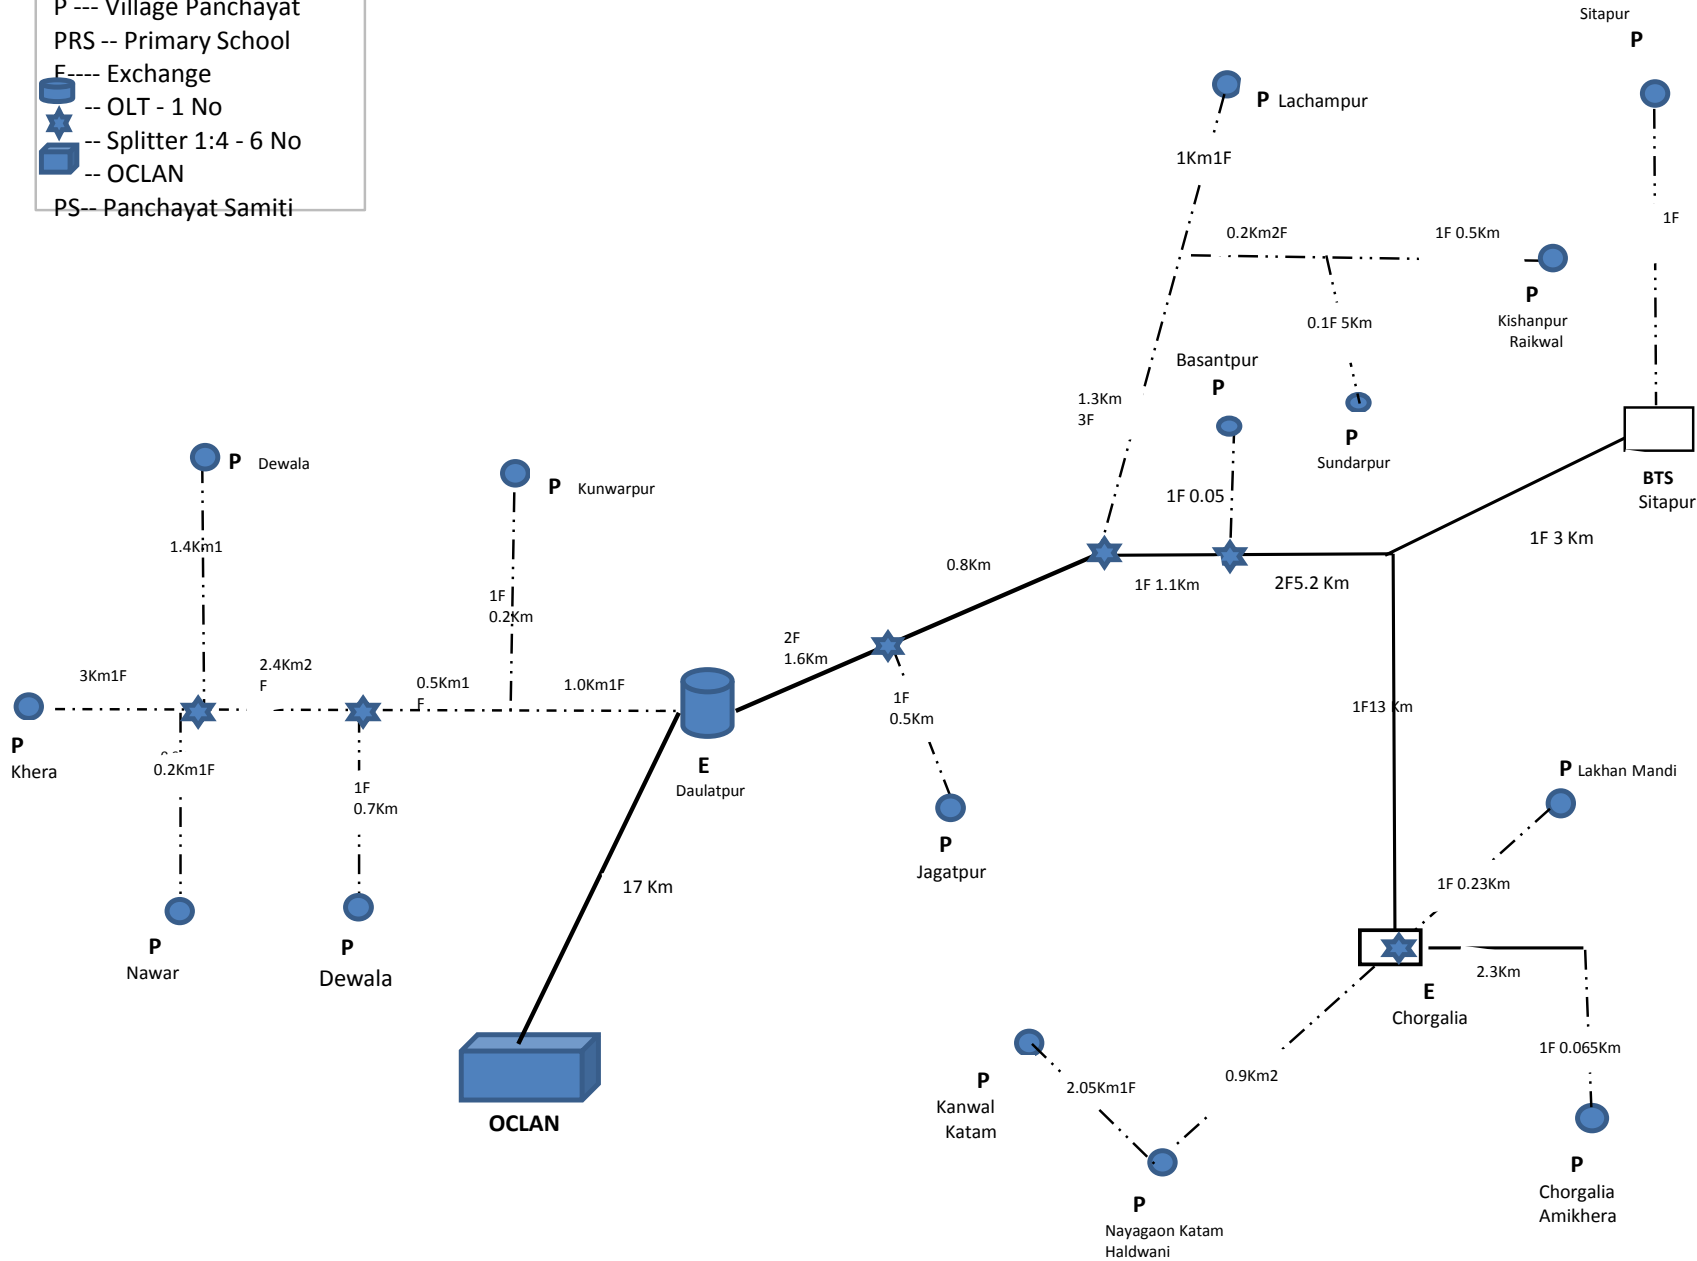 P --- Village Panchayat
PRS -- Primary School
E---- Exchange
-- OLT - 1 No
-- Splitter 1:4 - 6 No
-- OCLAN
PS-- Panchayat Samiti
Sitapur
P
P Lachampur
1Km1F
1F
0.2Km2F
1F 0.5Km
P
Kishanpur
Raikwal
0.1F 5Km
Basantpur
P
1.3Km
3F
P
Sundarpur
P Dewala
P Kunwarpur
BTS
Sitapur
1F 0.05
1F 3 Km
1.4Km1
0.8Km
1F 1.1Km
2F5.2 Km
1F
0.2Km
2F
1.6Km
3Km1F
2.4Km2
F
0.5Km1
F
1.0Km1F
1F
0.5Km
1F13 Km
P
Khera
0.2Km1F
E
Daulatpur
1F
0.7Km
P Lakhan Mandi
P
Jagatpur
1F 0.23Km
17 Km
P
Nawar
P
Dewala
2.3Km
E
Chorgalia
1F 0.065Km
0.9Km2
2.05Km1F
P
Kanwal
Katam
OCLAN
P
Chorgalia
Amikhera
P
Nayagaon Katam
Haldwani